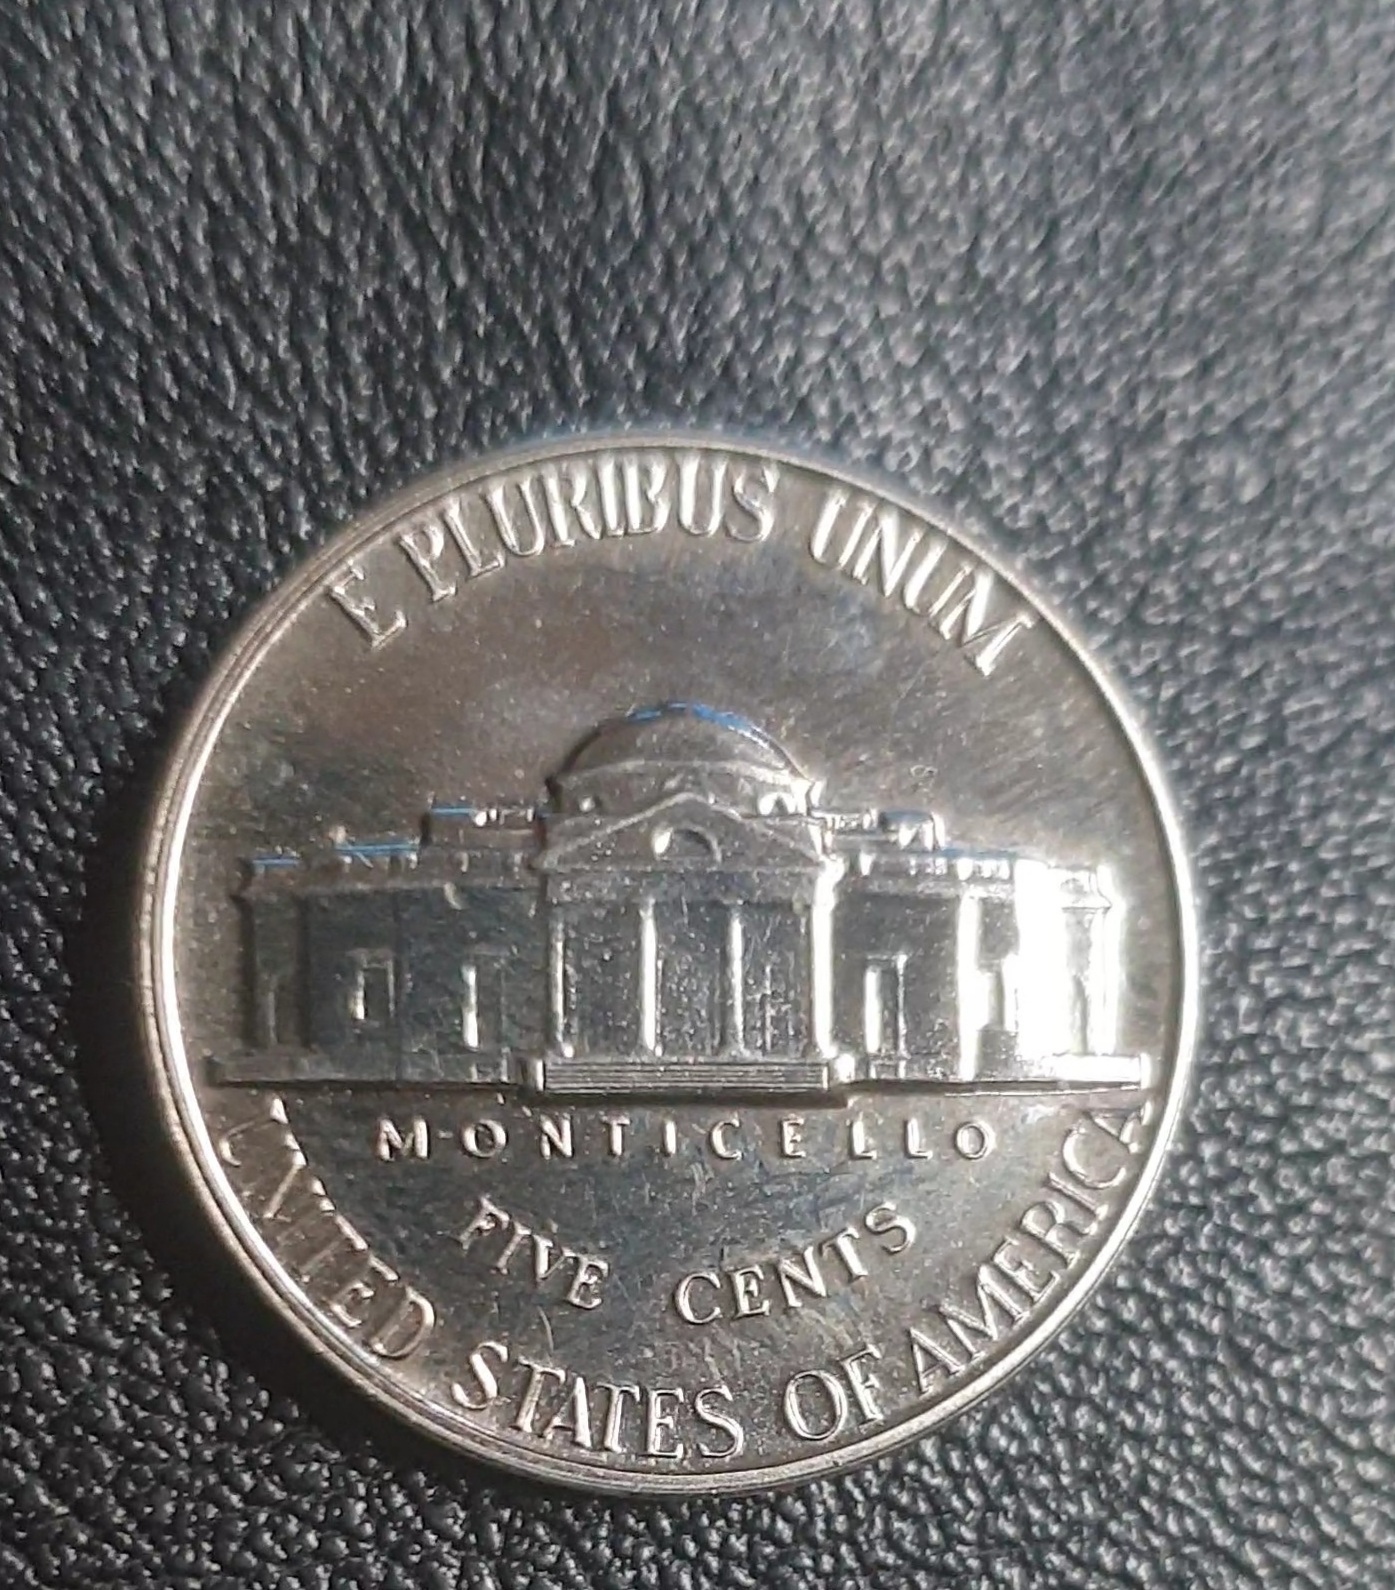 E PLURIBUS UNUM
MONTICELLO
FIVE CENTS
UNITED STATES OF AMERICA